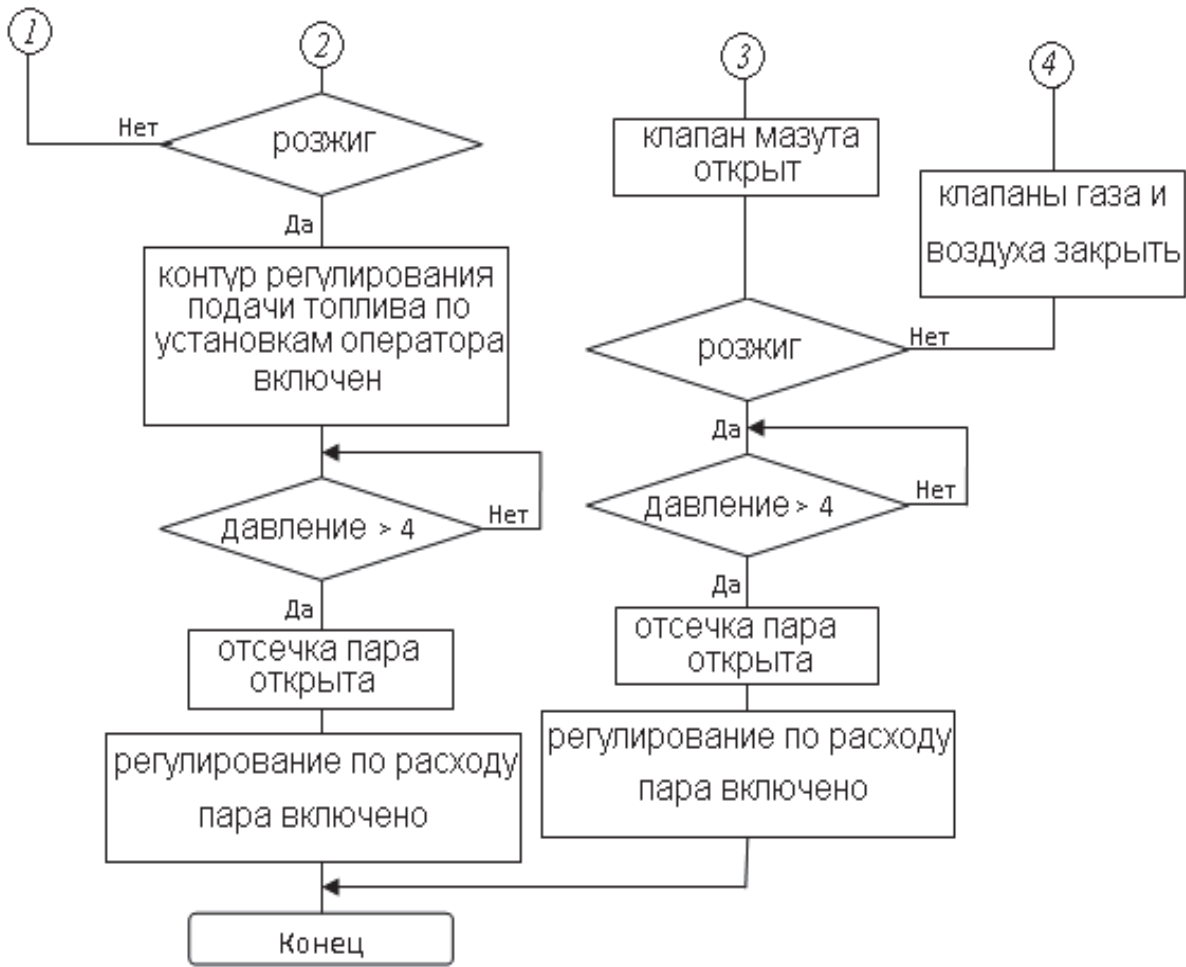 1
2
Нет
розжиг
Да
контур регулирования
подачи топлива по
установкам оператора
включен
давление > 4
Нет
Да
отсечка пара
открыта
регулирование по расходу
пара включено
Конец
3
клапан мазута
открыт
розжиг
Нет
Да
давление > 4
Нет
Да
отсечка пара
открыта
регулирование по расходу
пара включено
4
клапаны газа и
воздуха закрыть